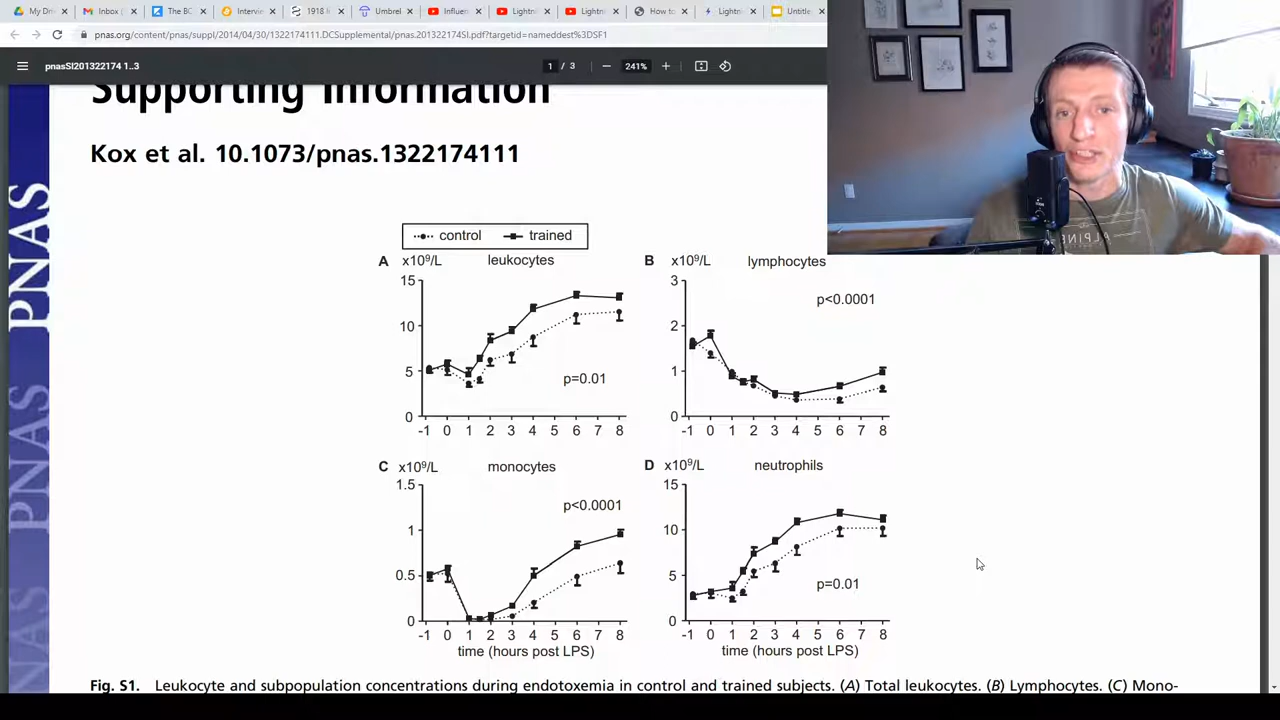 My Dri
Inbox (
The BC
Intervie
1918 I
Umbrel
Influen
Lightni
Lightni
How to
Lightni
Untitle
pnas.org/content/pnas/suppl/2014/04/30/1322174111.DCSupplemental/pnas.201322174SI.pdf?targetid=nameddest%3DSF1
pnasSI201322174 1..3
1 / 3
241%
Supporting Information
Kox et al. 10.1073/pnas.1322174111
PNAS PNAS PNAS
control trained
A x10⁹/L leukocytes
15
10
5
0
p=0.01
-1 0 1 2 3 4 5 6 7 8
B x10⁹/L lymphocytes
3
2
1
0
p<0.0001
-1 0 1 2 3 4 5 6 7 8
C x10⁹/L monocytes
1.5
1
0.5
0
p<0.0001
-1 0 1 2 3 4 5 6 7 8
time (hours post LPS)
D x10⁹/L neutrophils
15
10
5
0
p=0.01
-1 0 1 2 3 4 5 6 7 8
time (hours post LPS)
Fig. S1. Leukocyte and subpopulation concentrations during endotoxemia in control and trained subjects. (A) Total leukocytes. (B) Lymphocytes. (C) Mono-
ALPINE